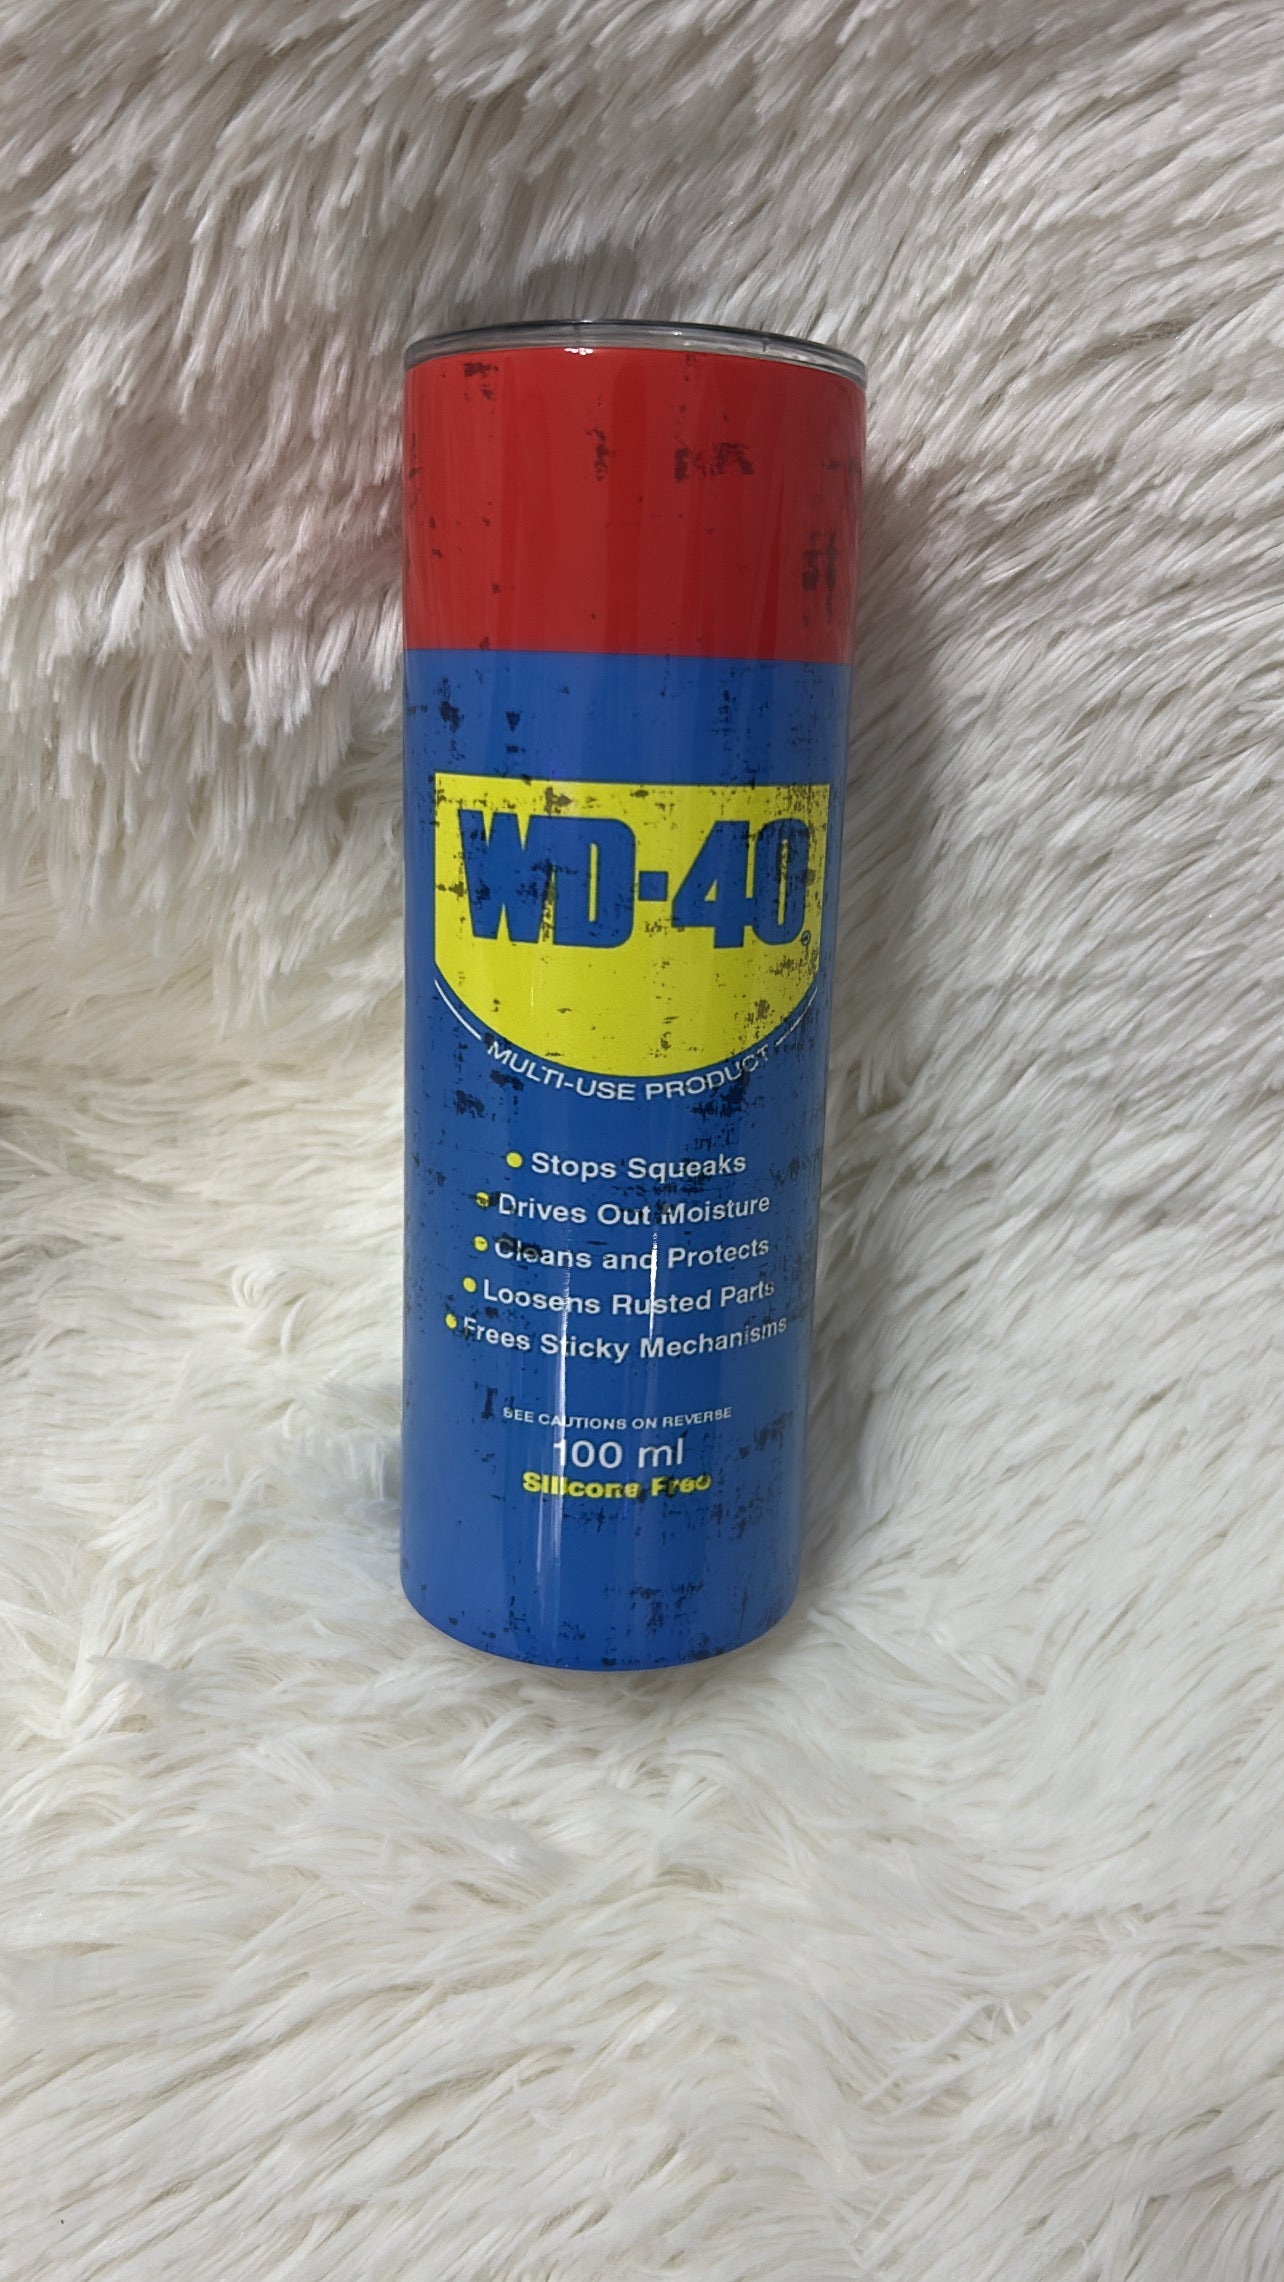 WD-40®
MULTI-USE PRODUCT
• Stops Squeaks
• Drives Out Moisture
• Cleans and Protects
• Loosens Rusted Parts
• Frees Sticky Mechanisms
SEE CAUTIONS ON REVERSE
100 ml
Silicone Free